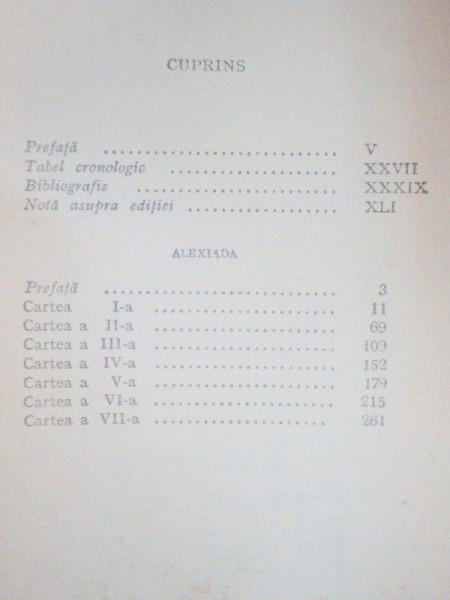 CUPRINS
Prefață .............................. V
Tabel cronologic ..................... XXVII
Bibliografie ......................... XXXIX
Notă asupra ediției .................. XLI
ALEXIADA
Prefață .............................. 3
Cartea I-a ........................... 11
Cartea a II-a ........................ 69
Cartea a III-a ....................... 109
Cartea a IV-a ........................ 152
Cartea a V-a ......................... 179
Cartea a VI-a ........................ 215
Cartea a VII-a ....................... 261